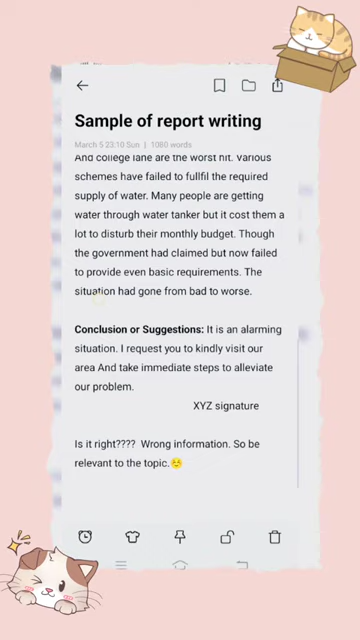 Sample of report writing
March 5 23:10 Sun | 1080 words
And college lane are the worst hit. Various
schemes have failed to fullfil the required
supply of water. Many people are getting
water through water tanker but it cost them a
lot to disturb their monthly budget. Though
the government had claimed but now failed
to provide even basic requirements. The
situation had gone from bad to worse.
Conclusion or Suggestions: It is an alarming
situation. I request you to kindly visit our
area And take immediate steps to alleviate
our problem.
XYZ signature
Is it right???? Wrong information. So be
relevant to the topic.☺️